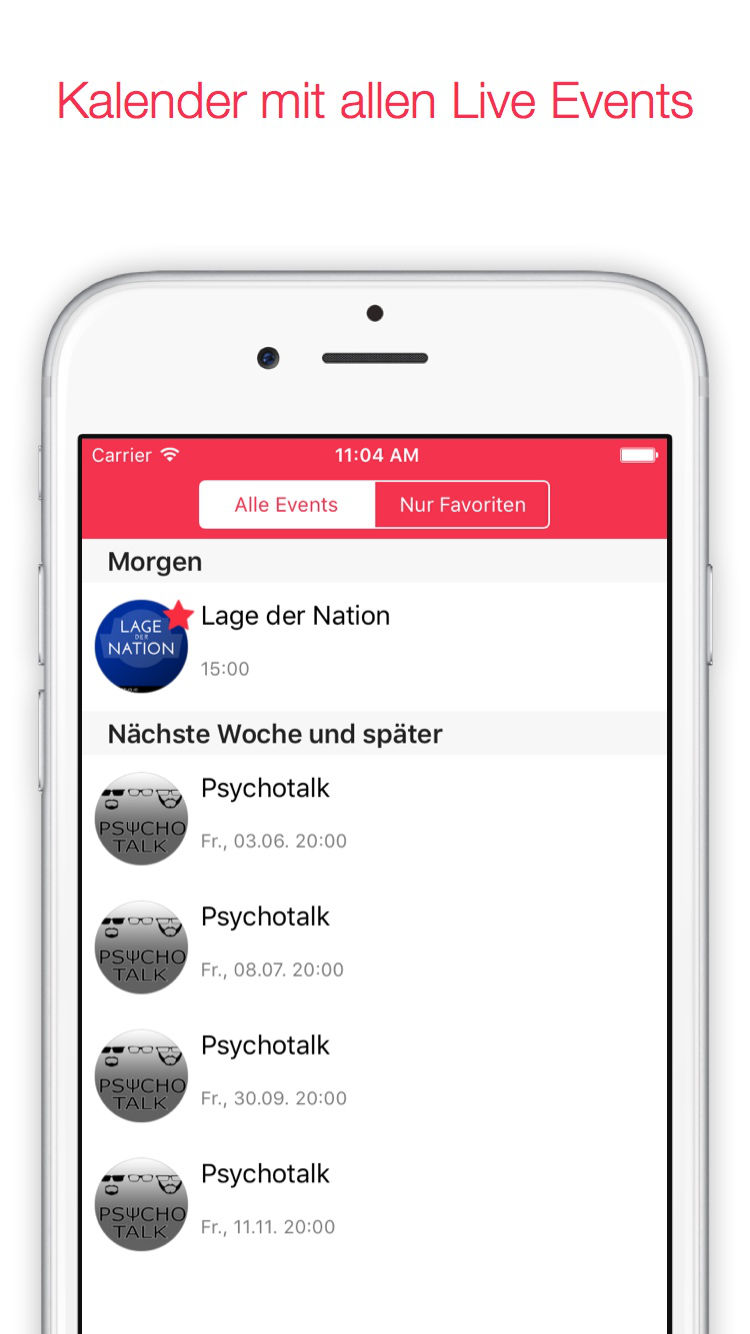 Kalender mit allen Live Events
Carrier 11:04 AM
Alle Events Nur Favoriten
Morgen
LAGE
DER
NATION
Lage der Nation
15:00
Nächste Woche und später
PSΨCHO
TALK
Psychotalk
Fr., 03.06. 20:00
PSΨCHO
TALK
Psychotalk
Fr., 08.07. 20:00
PSΨCHO
TALK
Psychotalk
Fr., 30.09. 20:00
PSΨCHO
TALK
Psychotalk
Fr., 11.11. 20:00